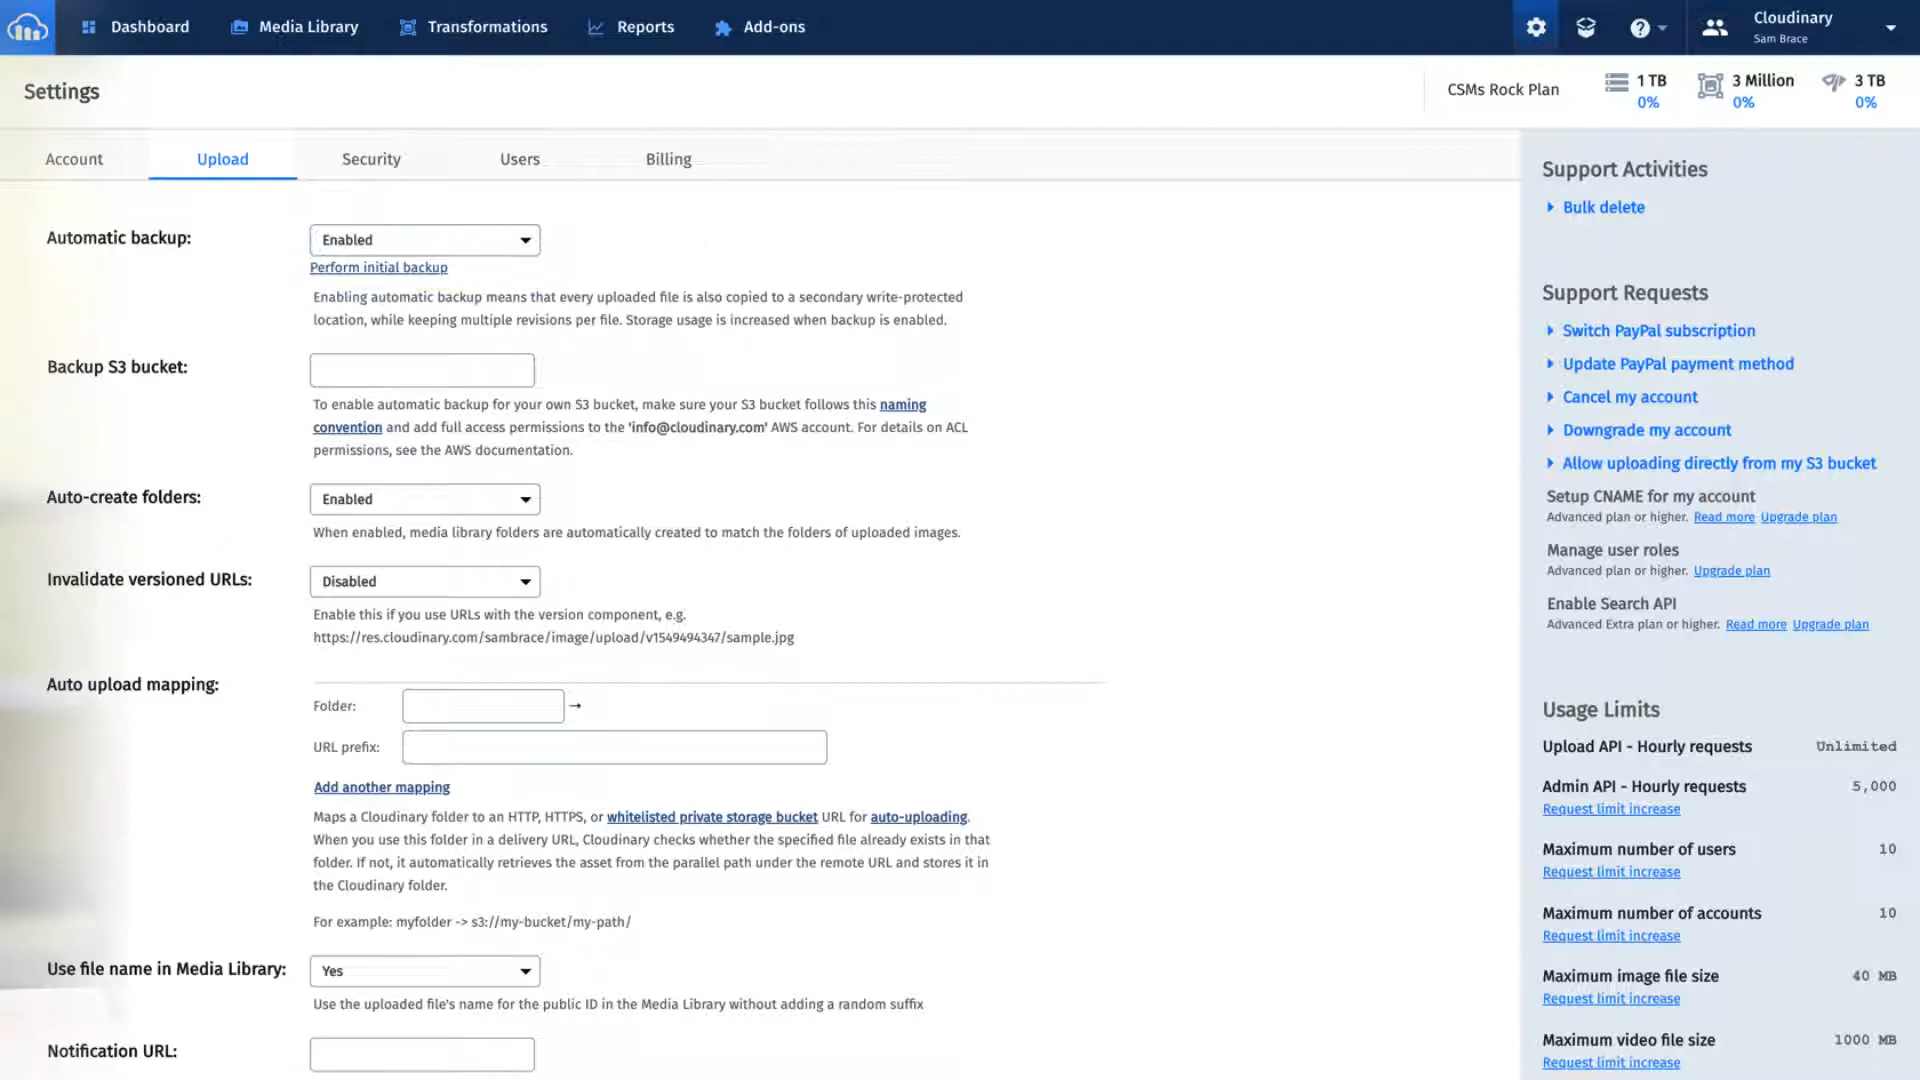 Dashboard
Media Library
Transformations
Reports
Add-ons
Cloudinary
Sam Brace
Settings
CSMs Rock Plan
1 TB
0%
3 Million
0%
3 TB
0%
Account
Upload
Security
Users
Billing
Automatic backup:
Enabled
Perform initial backup
Enabling automatic backup means that every uploaded file is also copied to a secondary write-protected
location, while keeping multiple revisions per file. Storage usage is increased when backup is enabled.
Backup S3 bucket:
To enable automatic backup for your own S3 bucket, make sure your S3 bucket follows this naming
convention and add full access permissions to the 'info@cloudinary.com' AWS account. For details on ACL
permissions, see the AWS documentation.
Auto-create folders:
Enabled
When enabled, media library folders are automatically created to match the folders of uploaded images.
Invalidate versioned URLs:
Disabled
Enable this if you use URLs with the version component, e.g.
https://res.cloudinary.com/sambrace/image/upload/v1549494347/sample.jpg
Auto upload mapping:
Folder:
→
URL prefix:
Add another mapping
Maps a Cloudinary folder to an HTTP, HTTPS, or whitelisted private storage bucket URL for auto-uploading.
When you use this folder in a delivery URL, Cloudinary checks whether the specified file already exists in that
folder. If not, it automatically retrieves the asset from the parallel path under the remote URL and stores it in
the Cloudinary folder.
For example: myfolder -> s3://my-bucket/my-path/
Use file name in Media Library:
Yes
Use the uploaded file's name for the public ID in the Media Library without adding a random suffix
Notification URL:
Support Activities
Bulk delete
Support Requests
Switch PayPal subscription
Update PayPal payment method
Cancel my account
Downgrade my account
Allow uploading directly from my S3 bucket
Setup CNAME for my account
Advanced plan or higher. Read more Upgrade plan
Manage user roles
Advanced plan or higher. Upgrade plan
Enable Search API
Advanced Extra plan or higher. Read more Upgrade plan
Usage Limits
Upload API - Hourly requests Unlimited
Admin API - Hourly requests 5,000
Request limit increase
Maximum number of users 10
Request limit increase
Maximum number of accounts 10
Request limit increase
Maximum image file size 40 MB
Request limit increase
Maximum video file size 1000 MB
Request limit increase